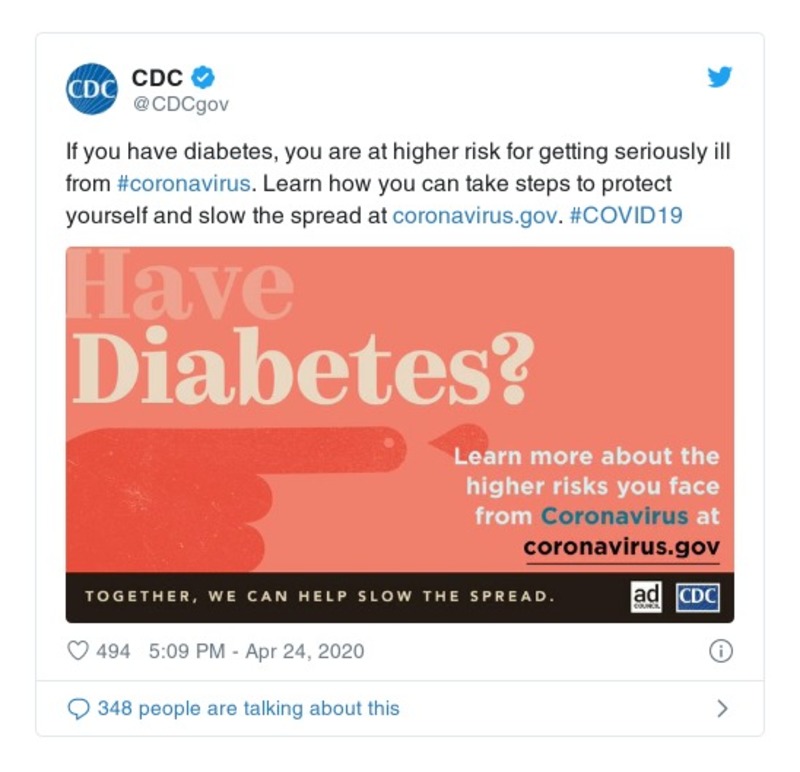 CDC
CDC
@CDCgov
If you have diabetes, you are at higher risk for getting seriously ill
from #coronavirus. Learn how you can take steps to protect
yourself and slow the spread at coronavirus.gov. #COVID19
Have
Diabetes?
Learn more about the
higher risks you face
from Coronavirus at
coronavirus.gov
TOGETHER, WE CAN HELP SLOW THE SPREAD.
ad
COUNCIL
CDC
494 5:09 PM - Apr 24, 2020
348 people are talking about this